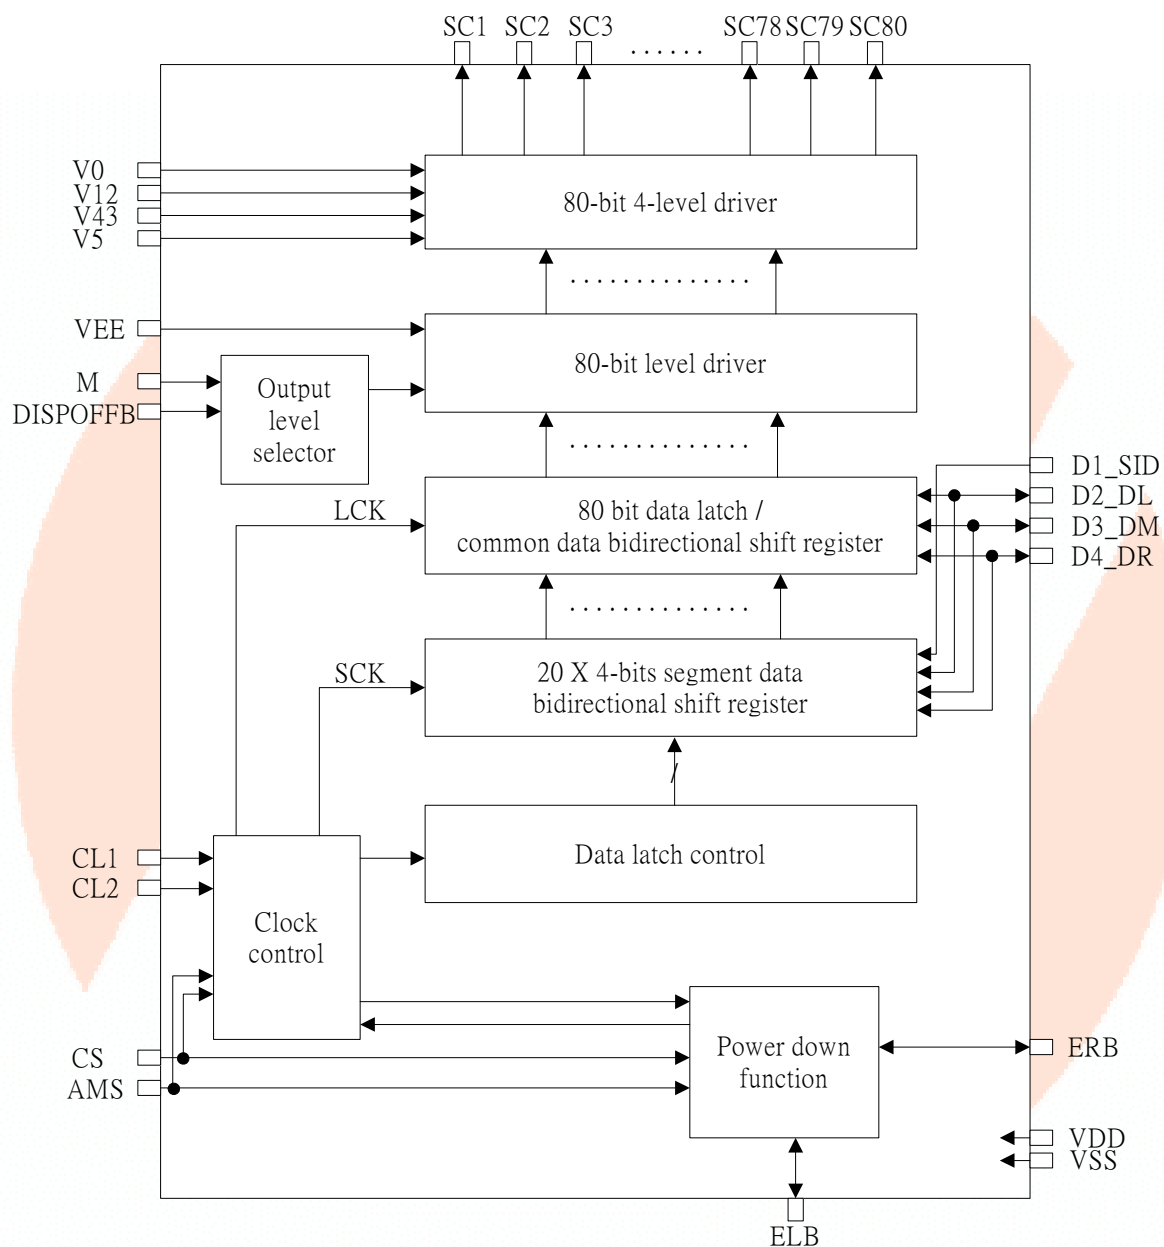 SC1 SC2 SC3 ...... SC78 SC79 SC80
V0
V12
V43
V5
80-bit 4-level driver
..............
VEE
80-bit level driver
M
DISPOFFB
Output
level
selector
..............
D1_SID
D2_DL
D3_DM
D4_DR
LCK
80 bit data latch /
common data bidirectional shift register
..............
SCK
20 X 4-bits segment data
bidirectional shift register
CL1
CL2
Data latch control
Clock
control
CS
AMS
Power down
function
ERB
VDD
VSS
ELB